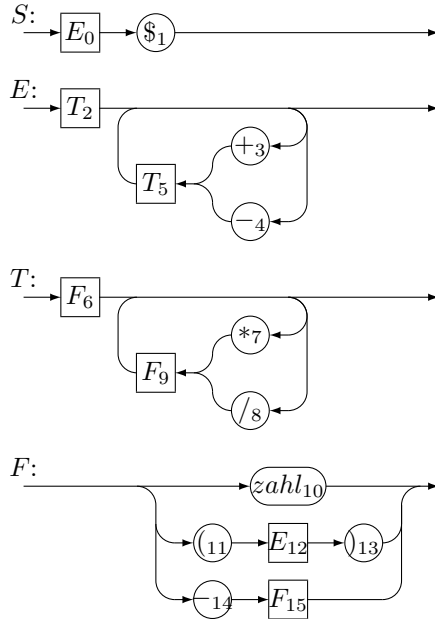 S:
E₀ $₁
E:
T₂
+₃
T₅
−₄
T:
F₆
*₇
F₉
/₈
F:
zahl₁₀
(₁₁ E₁₂ )₁₃
−₁₄ F₁₅